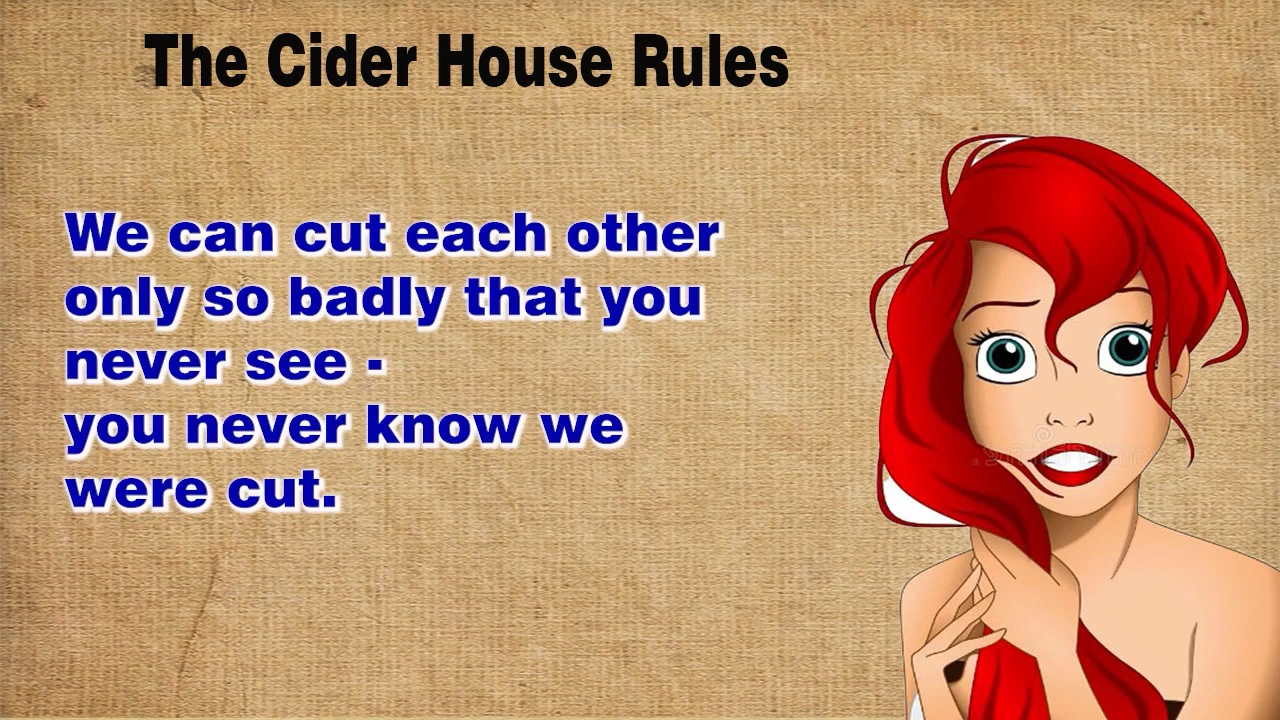 The Cider House Rules
We can cut each other
only so badly that you
never see -
you never know we
were cut.